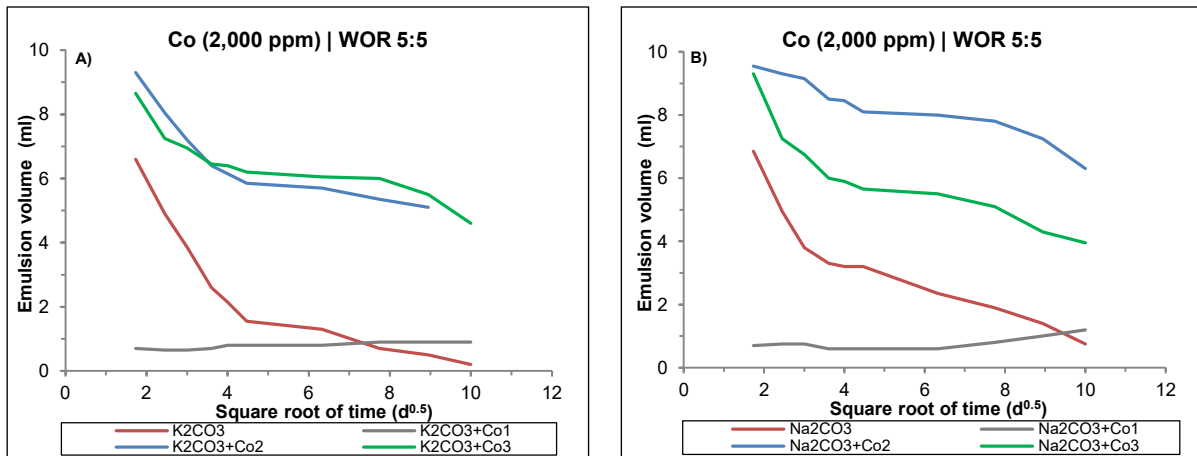 Co (2,000 ppm) | WOR 5:5
A)
Emulsion volume (ml)
10
8
6
4
2
0
0 2 4 6 8 10 12
Square root of time (d0.5)
K2CO3 K2CO3+Co1
K2CO3+Co2 K2CO3+Co3
Co (2,000 ppm) | WOR 5:5
B)
Emulsion volume (ml)
10
8
6
4
2
0
0 2 4 6 8 10 12
Square root of time (d0.5)
Na2CO3 Na2CO3+Co1
Na2CO3+Co2 Na2CO3+Co3